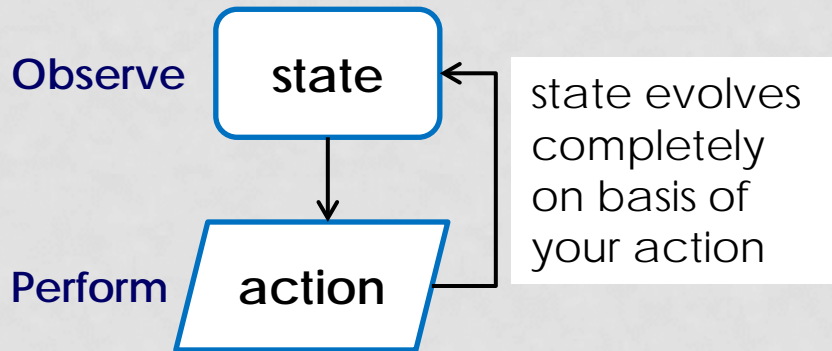 Observe
state
state evolves
completely
on basis of
your action
Perform
action